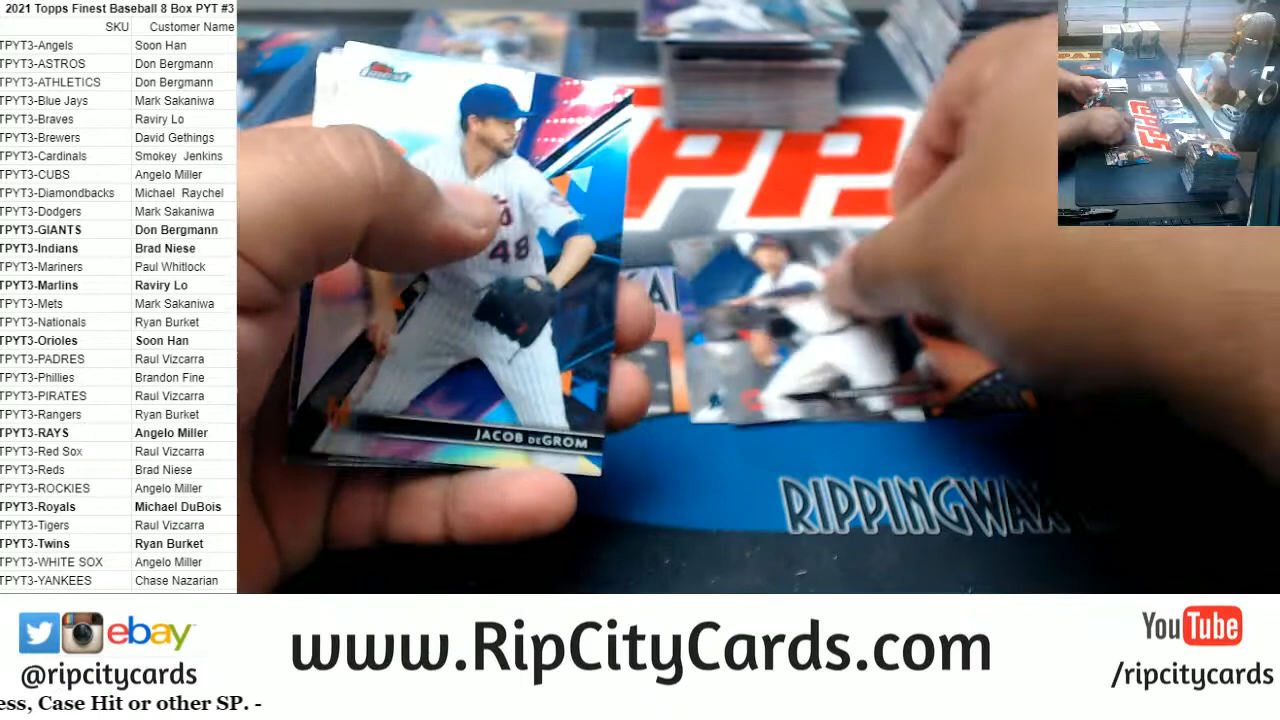 2021 Topps Finest Baseball 8 Box PYT #3
SKU Customer Name
TPYT3-Angels Soon Han
TPYT3-ASTROS Don Bergmann
TPYT3-ATHLETICS Don Bergmann
TPYT3-Blue Jays Mark Sakaniwa
TPYT3-Braves Raviry Lo
TPYT3-Brewers David Gethings
TPYT3-Cardinals Smokey Jenkins
TPYT3-CUBS Angelo Miller
TPYT3-Diamondbacks Michael Raychel
TPYT3-Dodgers Mark Sakaniwa
TPYT3-GIANTS Don Bergmann
TPYT3-Indians Brad Niese
TPYT3-Mariners Paul Whitlock
TPYT3-Marlins Raviry Lo
TPYT3-Mets Mark Sakaniwa
TPYT3-Nationals Ryan Burket
TPYT3-Orioles Soon Han
TPYT3-PADRES Raul Vizcarra
TPYT3-Phillies Brandon Fine
TPYT3-PIRATES Raul Vizcarra
TPYT3-Rangers Ryan Burket
TPYT3-RAYS Angelo Miller
TPYT3-Red Sox Raul Vizcarra
TPYT3-Reds Brad Niese
TPYT3-ROCKIES Angelo Miller
TPYT3-Royals Michael DuBois
TPYT3-Tigers Raul Vizcarra
TPYT3-Twins Ryan Burket
TPYT3-WHITE SOX Angelo Miller
TPYT3-YANKEES Chase Nazarian
48
JACOB deGROM
RIPPINGWAX
ebay
@ripcitycards
www.RipCityCards.com
YouTube
/ripcitycards
ess, Case Hit or other SP. -